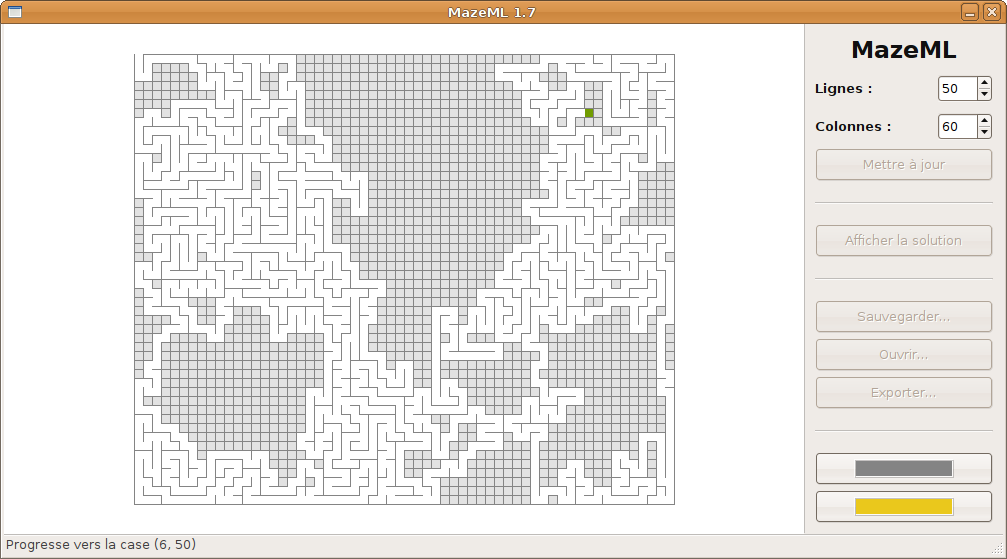 MazeML 1.7
MazeML
Lignes :
50
Colonnes :
60
Mettre à jour
Afficher la solution
Sauvegarder...
Ouvrir...
Exporter...
Progresse vers la case (6, 50)